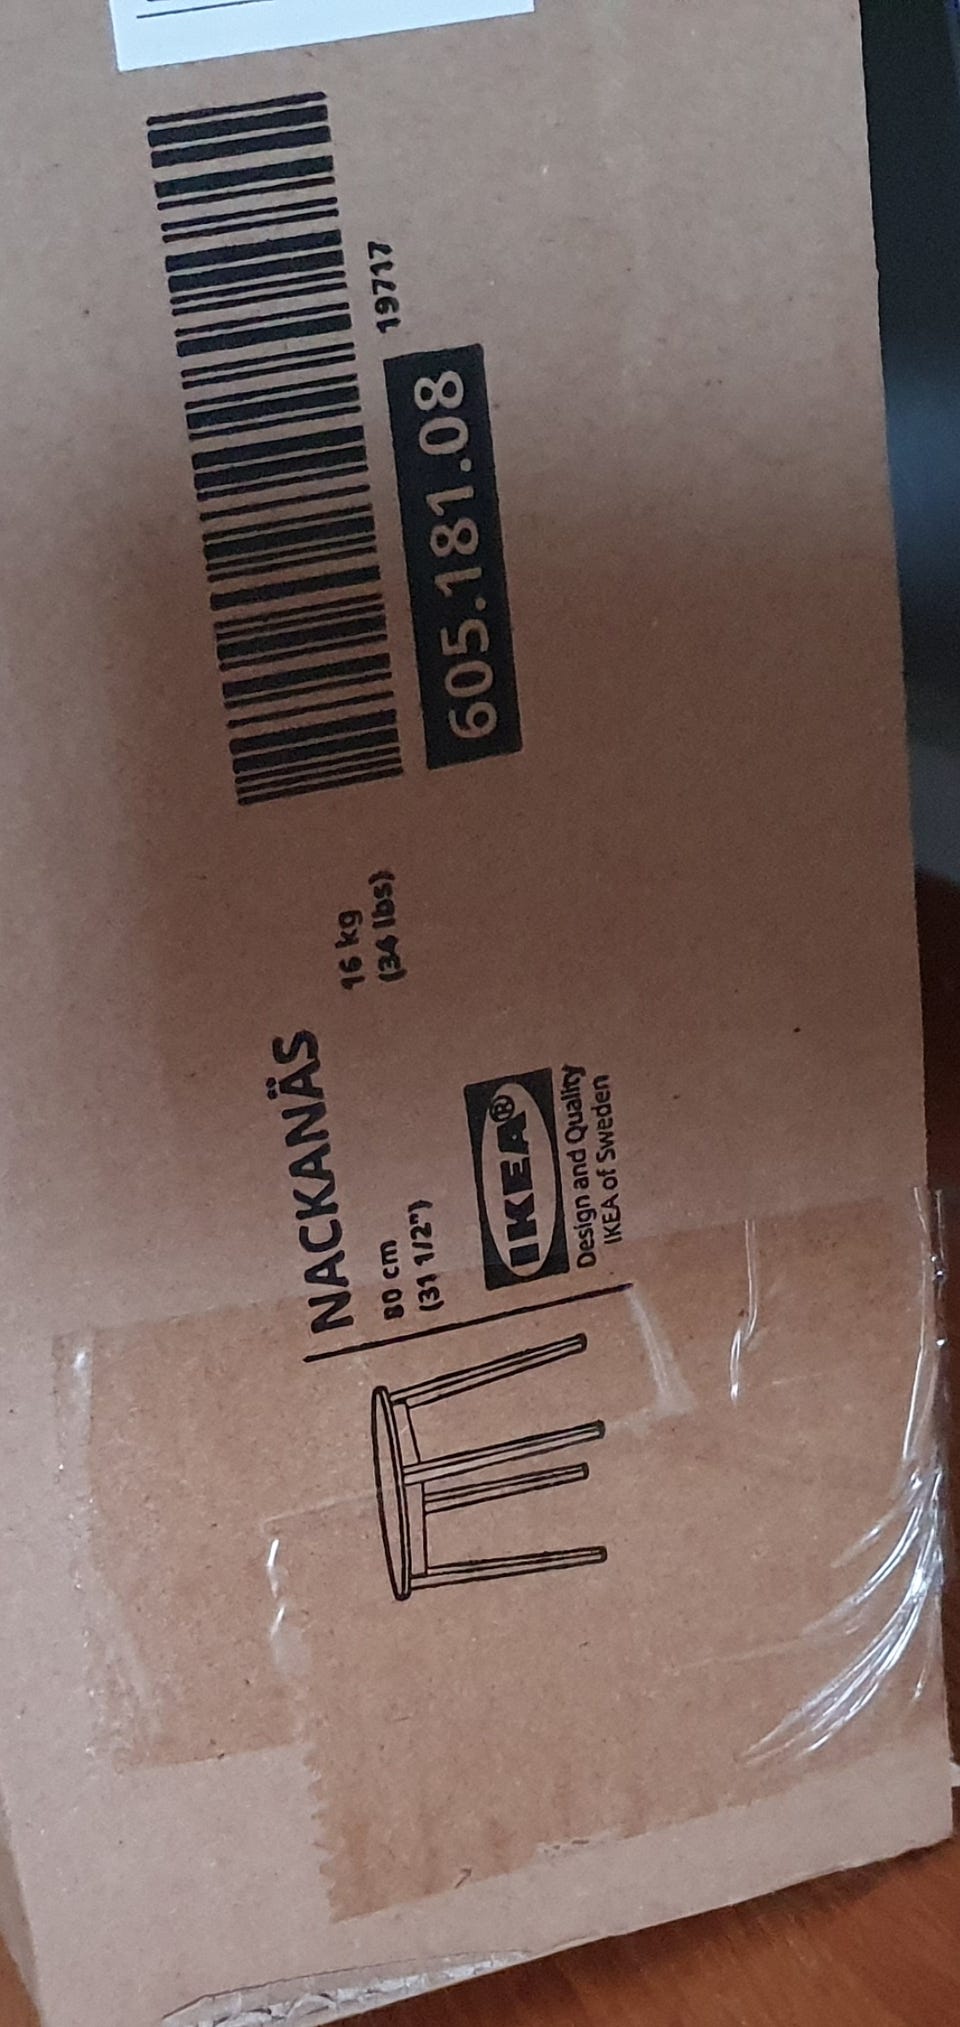 NACKANÄS
80 cm
(31 1/2")
16 kg
(34 lbs)
IKEA®
Design and Quality
IKEA of Sweden
19717
605.181.08